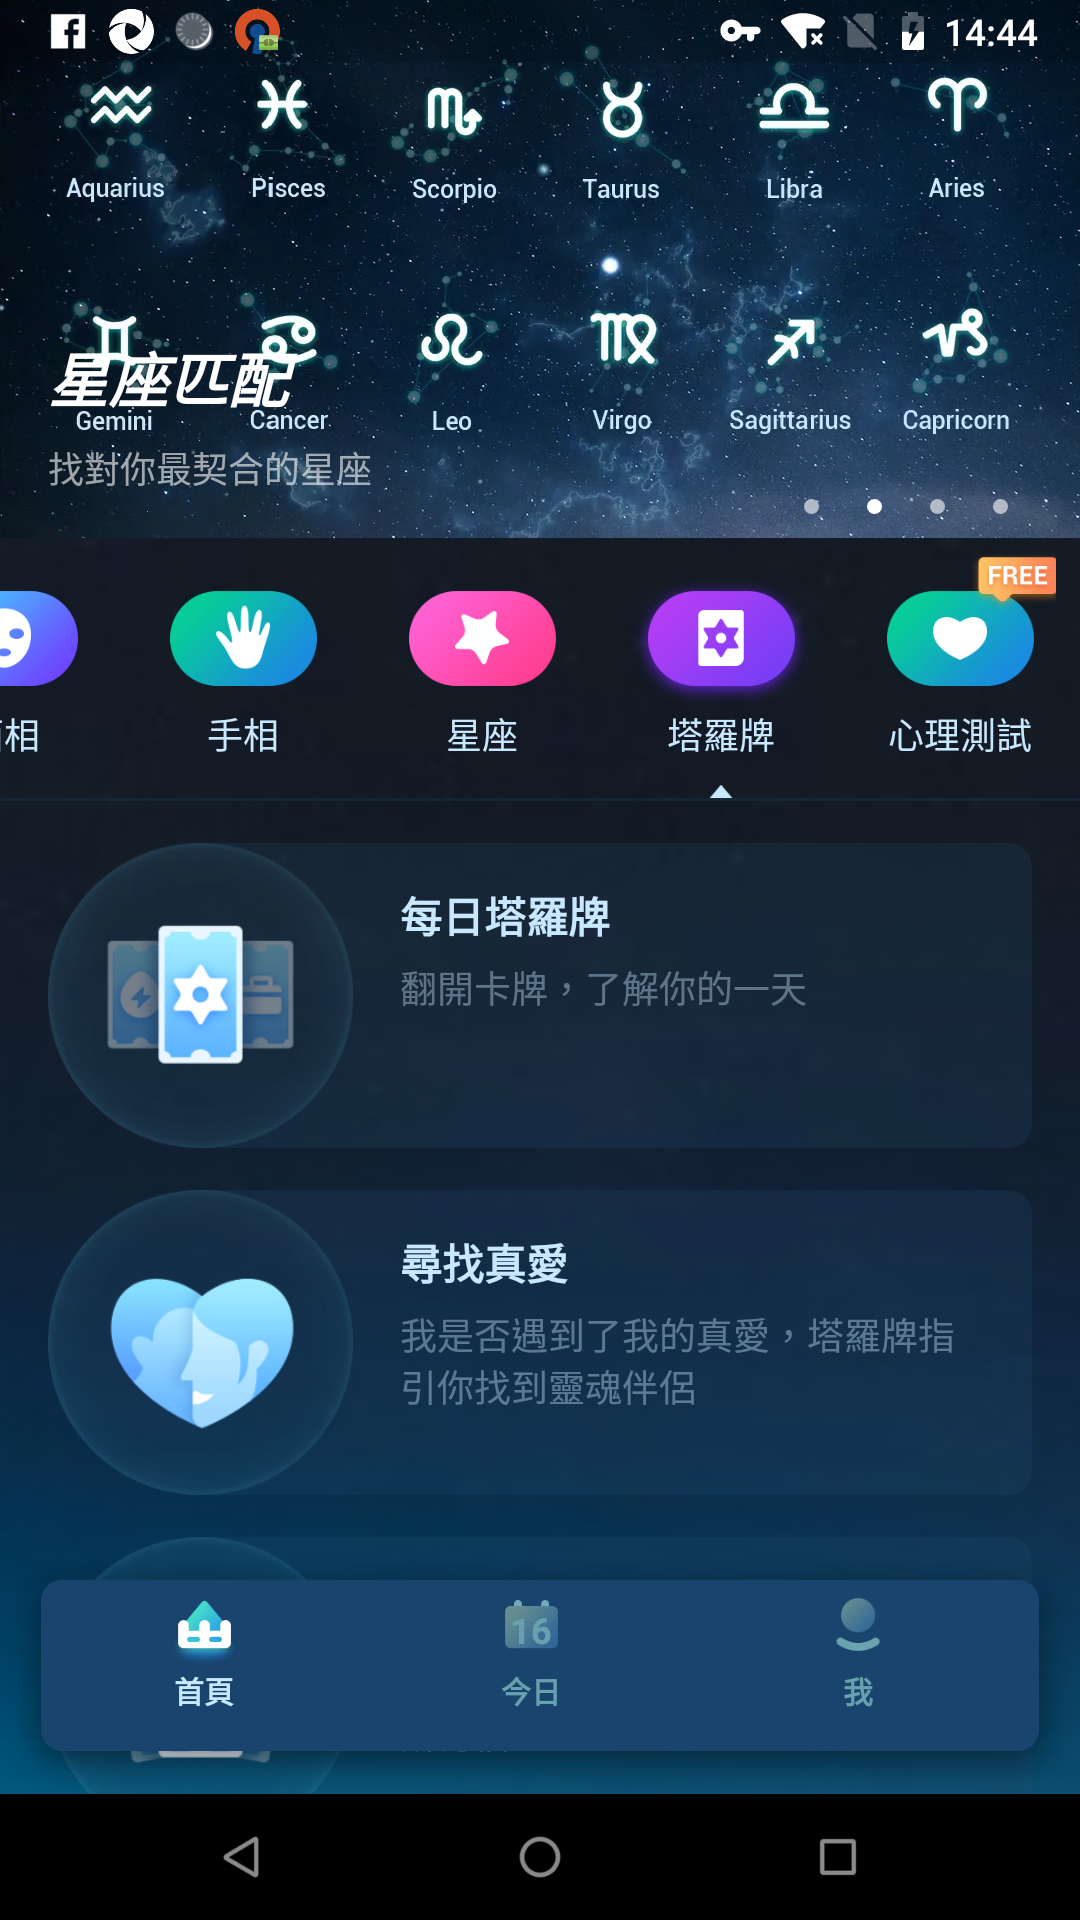 14:44
Aquarius Pisces Scorpio Taurus Libra Aries
星座匹配
Gemini Cancer Leo Virgo Sagittarius Capricorn
找對你最契合的星座
FREE
相 手相 星座 塔羅牌 心理測試
每日塔羅牌
翻開卡牌，了解你的一天
尋找真愛
我是否遇到了我的真愛，塔羅牌指
引你找到靈魂伴侶
16
首頁 今日 我